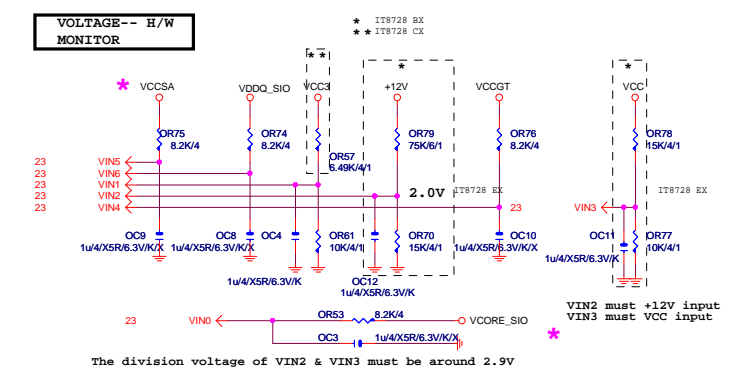 VOLTAGE-- H/W
MONITOR
* IT8728 BX
** IT8728 CX
**
*
*
*
VCCSA
VDDQ_SIO
VCC3
+12V
VCCGT
VCC
OR75
8.2K/4
OR74
8.2K/4
OR57
6.49K/4/1
OR79
75K/6/1
OR76
8.2K/4
OR78
15K/4/1
23 VIN5
23 VIN6
23 VIN1
23 VIN2
23 VIN4
2.0V
IT8728 EX
23
VIN3
IT8728 EX
OC9
1u/4/X5R/6.3V/K/X
OC8
1u/4/X5R/6.3V/K/X
OC4
1u/4/X5R/6.3V/K
OR61
10K/4/1
OC12
1u/4/X5R/6.3V/K
OR70
15K/4/1
OC10
1u/4/X5R/6.3V/K/X
OC11
1u/4/X5R/6.3V/K
OR77
10K/4/1
VIN2 must +12V input
VIN3 must VCC input
*
23 VIN0
OR53
8.2K/4
VCORE_SIO
OC3
1u/4/X5R/6.3V/K/X
The division voltage of VIN2 & VIN3 must be around 2.9V